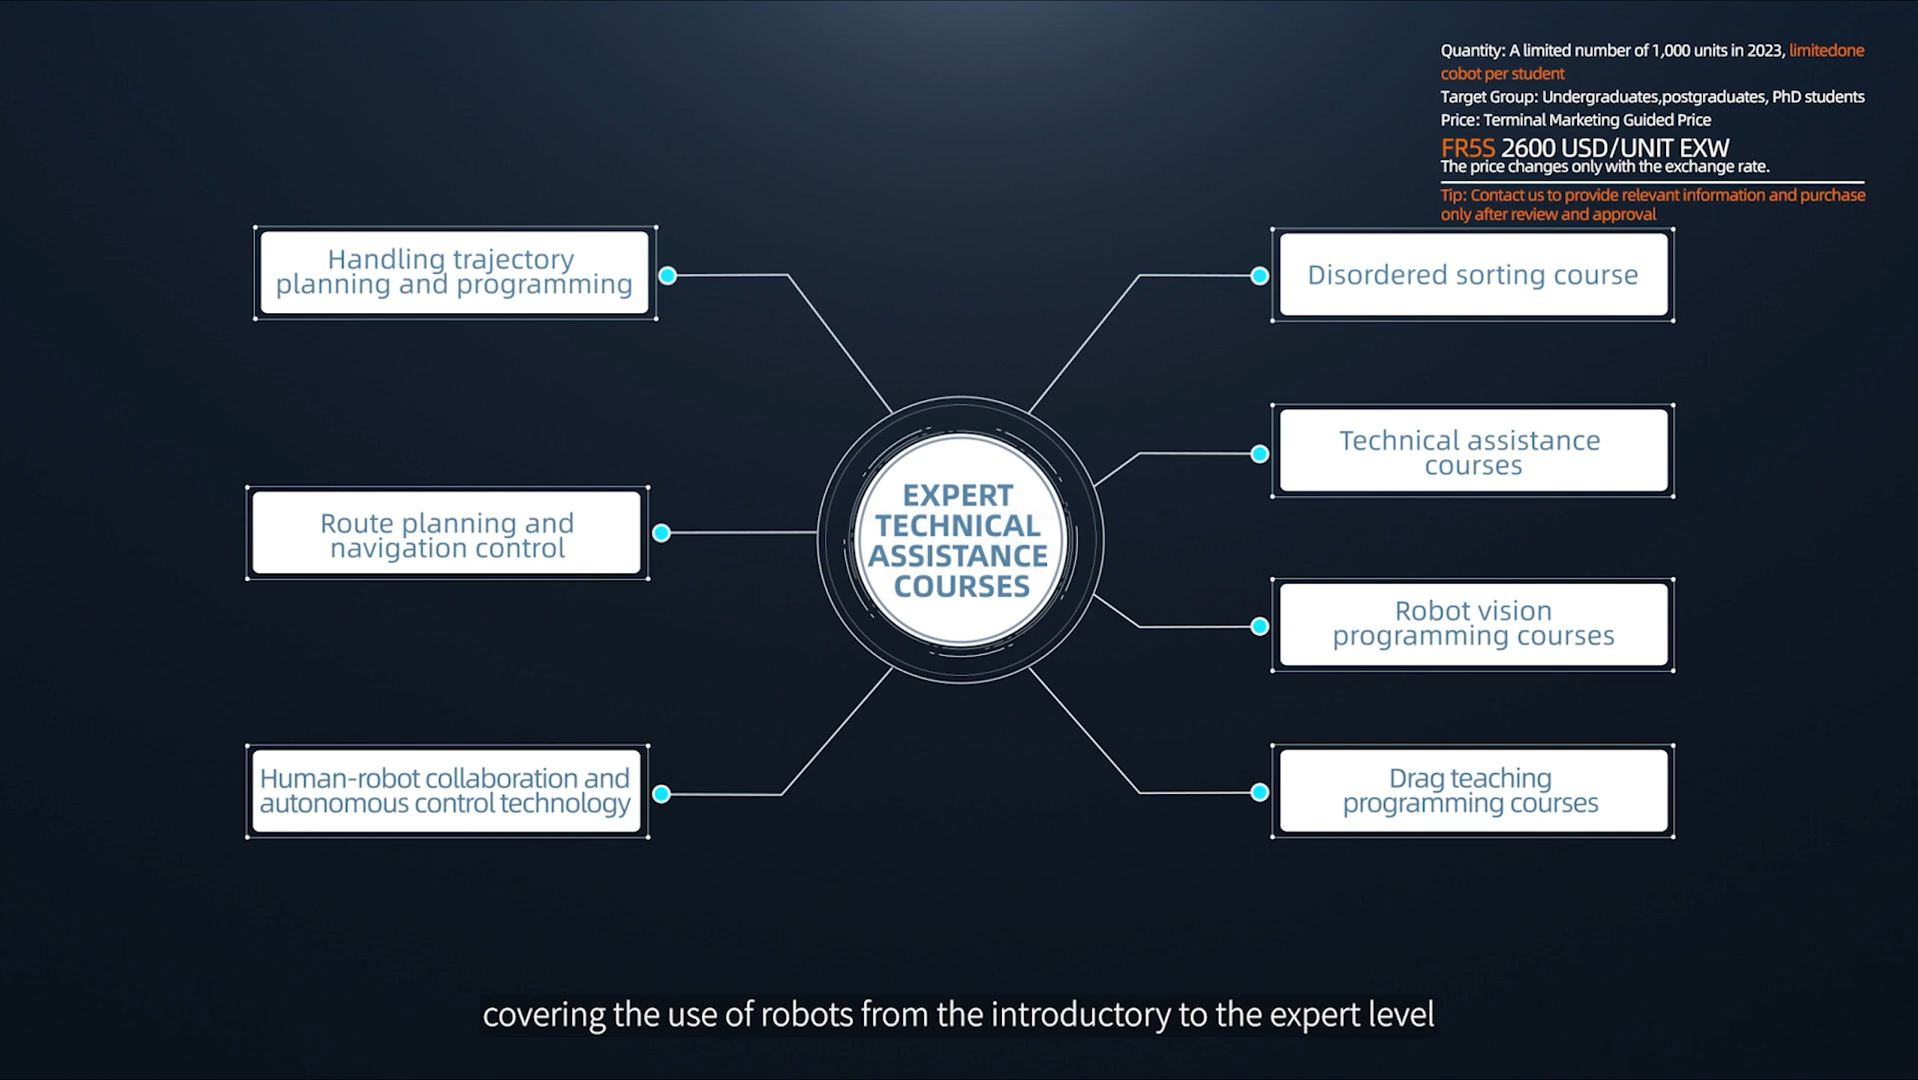 Quantity: A limited number of 1,000 units in 2023, limitedone
cobot per student
Target Group: Undergraduates,postgraduates, PhD students
Price: Terminal Marketing Guided Price
FR5S 2600 USD/UNIT EXW
The price changes only with the exchange rate.
Tip: Contact us to provide relevant information and purchase
only after review and approval
Handling trajectory
planning and programming
Route planning and
navigation control
Human-robot collaboration and
autonomous control technology
EXPERT
TECHNICAL
ASSISTANCE
COURSES
Disordered sorting course
Technical assistance
courses
Robot vision
programming courses
Drag teaching
programming courses
covering the use of robots from the introductory to the expert level